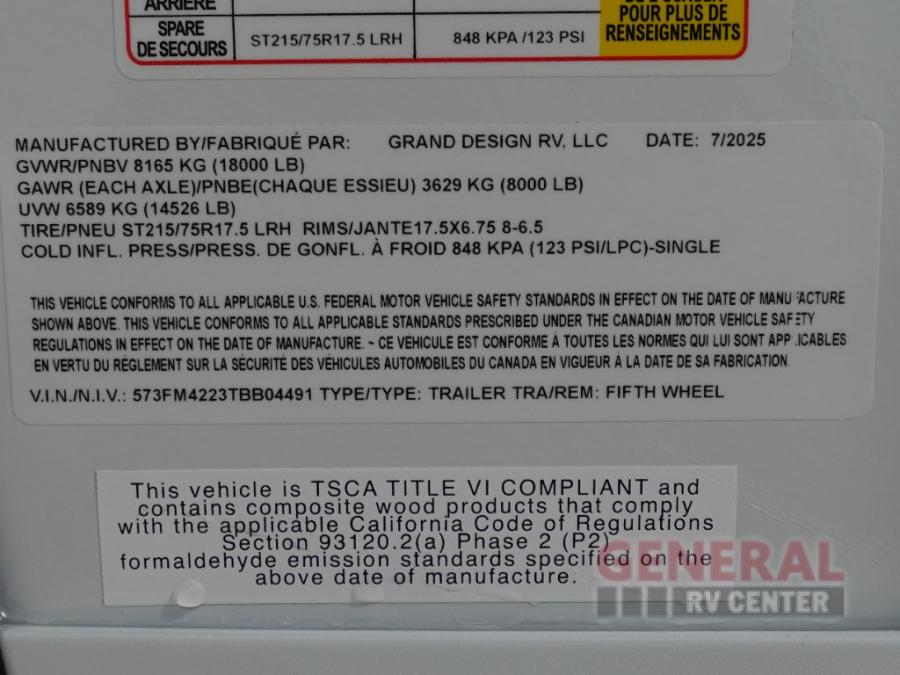 ARRIÈRE
POUR PLUS DE
SPARE
DE SECOURS ST215/75R17.5 LRH 848 KPA /123 PSI RENSEIGNEMENTS
MANUFACTURED BY/FABRIQUÉ PAR: GRAND DESIGN RV, LLC DATE: 7/2025
GVWR/PNBV 8165 KG (18000 LB)
GAWR (EACH AXLE)/PNBE(CHAQUE ESSIEU) 3629 KG (8000 LB)
UVW 6589 KG (14526 LB)
TIRE/PNEU ST215/75R17.5 LRH RIMS/JANTE17.5X6.75 8-6.5
COLD INFL. PRESS/PRESS. DE GONFL. À FROID 848 KPA (123 PSI/LPC)-SINGLE
THIS VEHICLE CONFORMS TO ALL APPLICABLE U.S. FEDERAL MOTOR VEHICLE SAFETY STANDARDS IN EFFECT ON THE DATE OF MANUFACTURE
SHOWN ABOVE. THIS VEHICLE CONFORMS TO ALL APPLICABLE STANDARDS PRESCRIBED UNDER THE CANADIAN MOTOR VEHICLE SAFETY
REGULATIONS IN EFFECT ON THE DATE OF MANUFACTURE. ~ CE VÉHICULE EST CONFORME À TOUTES LES NORMES QUI LUI SONT APPLICABLES
EN VERTU DU RÈGLEMENT SUR LA SÉCURITÉ DES VÉHICULES AUTOMOBILES DU CANADA EN VIGUEUR À LA DATE DE SA FABRICATION
V.I.N./N.I.V.: 573FM4223TBB04491 TYPE/TYPE: TRAILER TRA/REM: FIFTH WHEEL
This vehicle is TSCA TITLE VI COMPLIANT and
contains composite wood products that comply
with the applicable California Code of Regulations
Section 93120.2(a) Phase 2 (P2)
formaldehyde emission standards specified on the
above date of manufacture.
GENERAL
RV CENTER